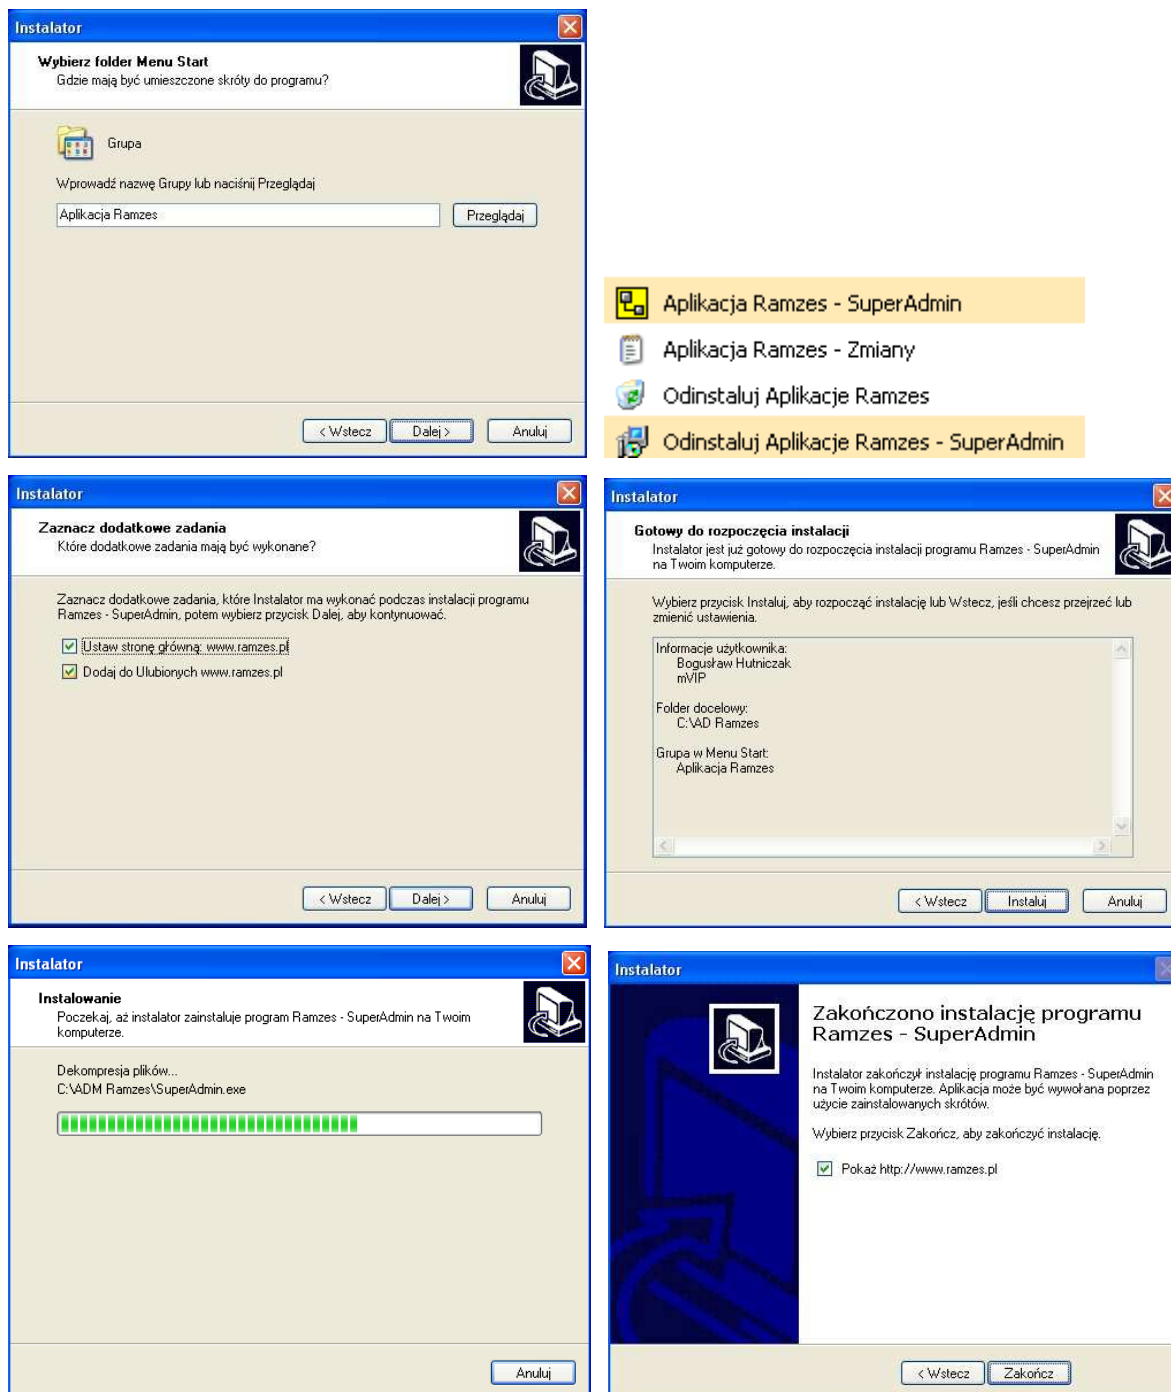 Instalator
Wybierz folder Menu Start
Gdzie mają być umieszczone skróty do programu?
Grupa
Wprowadź nazwę Grupy lub naciśnij Przeglądaj
Aplikacja Ramzes
Przeglądaj
< Wstecz
Dalej >
Anuluj
Aplikacja Ramzes - SuperAdmin
Aplikacja Ramzes - Zmiany
Odinstaluj Aplikacje Ramzes
Odinstaluj Aplikacje Ramzes - SuperAdmin
Instalator
Zaznacz dodatkowe zadania
Które dodatkowe zadania mają być wykonane?
Zaznacz dodatkowe zadania, które Instalator ma wykonać podczas instalacji programu
Ramzes - SuperAdmin, potem wybierz przycisk Dalej, aby kontynuować.
Ustaw stronę główną: www.ramzes.pl
Dodaj do Ulubionych www.ramzes.pl
< Wstecz
Dalej >
Anuluj
Instalator
Gotowy do rozpoczęcia instalacji
Instalator jest już gotowy do rozpoczęcia instalacji programu Ramzes - SuperAdmin
na Twoim komputerze.
Wybierz przycisk Instaluj, aby rozpocząć instalację lub Wstecz, jeśli chcesz przejrzeć lub
zmienić ustawienia.
Informacje użytkownika:
Bogusław Hutniczak
mVIP
Folder docelowy:
C:\AD Ramzes
Grupa w Menu Start:
Aplikacja Ramzes
< Wstecz
Instaluj
Anuluj
Instalator
Instalowanie
Poczekaj, aż instalator zainstaluje program Ramzes - SuperAdmin na Twoim
komputerze.
Dekompresja plików...
C:\ADM Ramzes\SuperAdmin.exe
Anuluj
Instalator
Zakończono instalację programu
Ramzes - SuperAdmin
Instalator zakończył instalację programu Ramzes - SuperAdmin
na Twoim komputerze. Aplikacja może być wywołana poprzez
użycie zainstalowanych skrótów.
Wybierz przycisk Zakończ, aby zakończyć instalację.
Pokaż http://www.ramzes.pl
< Wstecz
Zakończ